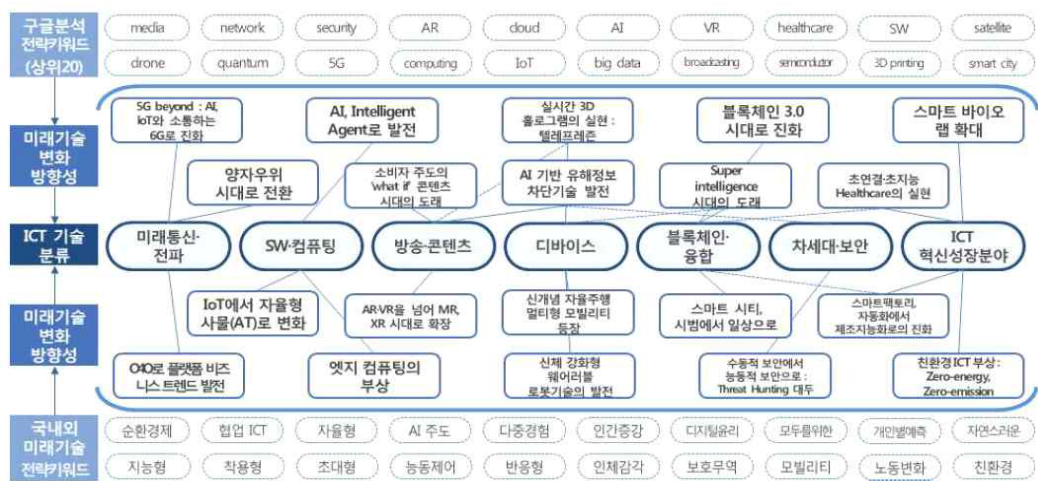 구글분석
전략키워드
(상위20)
media
network
security
AR
cloud
AI
VR
healthcare
SW
satellite
drone
quantum
5G
computing
IoT
big data
broadcasting
semiconductor
3D printing
smart city
미래기술
변화
방향성
5G beyond : AI,
IoT와 소통하는
6G로 진화
AI, Intelligent
Agent로 발전
실시간 3D
홀로그램의 실현 :
텔레프레즌
블록체인 3.0
시대로 진화
스마트 바이오
랩 확대
양자우위
시대로 전환
소비자 주도의
'what if' 콘텐츠
시대의 도래
AI 기반 유해정보
차단기술 발전
Super
intelligence
시대의 도래
초연결·초지능
Healthcare의 실현
ICT 기술
분류
미래통신·
전파
SW·컴퓨팅
방송·콘텐츠
디바이스
블록체인·
융합
차세대·보안
ICT
혁신성장분야
미래기술
변화
방향성
IoT에서 자율형
사물(AT)로 변화
AR·VR을 넘어 MR,
XR 시대로 확장
신개념 자율주행
멀티형 모빌리티
등장
스마트 시티,
시범에서 일상으로
스마트팩토리,
자동화에서
제조지능화로의 진화
O4O로 플랫폼 비즈
니스 트렌드 발전
엣지 컴퓨팅의
부상
신체 강화형
웨어러블
로봇기술의 발전
수동적 보안에서
능동적 보안으로 :
Threat Hunting 대두
친환경 ICT 부상 :
Zero-energy,
Zero-emission
국내외
미래기술
전략키워드
순환경제
협업 ICT
자율형
AI 주도
다중경험
인간증강
디지털윤리
모두를위한
개인별예측
자연스러운
지능형
착용형
초대형
능동제어
반응형
인체감각
보호무역
모빌리티
노동변화
친환경